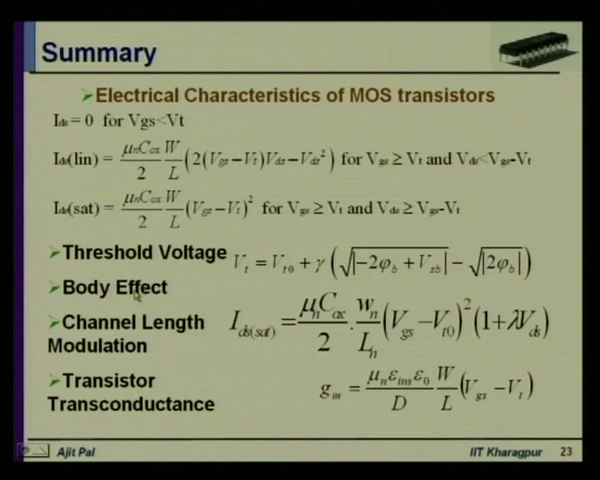 Summary
➢Electrical Characteristics of MOS transistors
Ids = 0 for Vgs<Vt
Ids(lin) = μnCox/2 W/L (2(Vgs−Vt)Vds−Vds²) for Vgs ≥ Vt and Vds<Vgs-Vt
Ids(sat) = μnCox/2 W/L (Vgs−Vt)² for Vgs ≥ Vt and Vds ≥ Vgs-Vt
➢Threshold Voltage Vt = Vt0 + γ(√|−2φb + Vsb| − √|2φb|)
➢Body Effect
➢Channel Length
Modulation
Ids(sat) = μnCox/2 . wn/Ln (Vgs − Vt0)² (1+λVds)
➢Transistor
Transconductance
gm = μnεinsε0/D W/L (Vgs − Vt)
Ajit Pal IIT Kharagpur 23